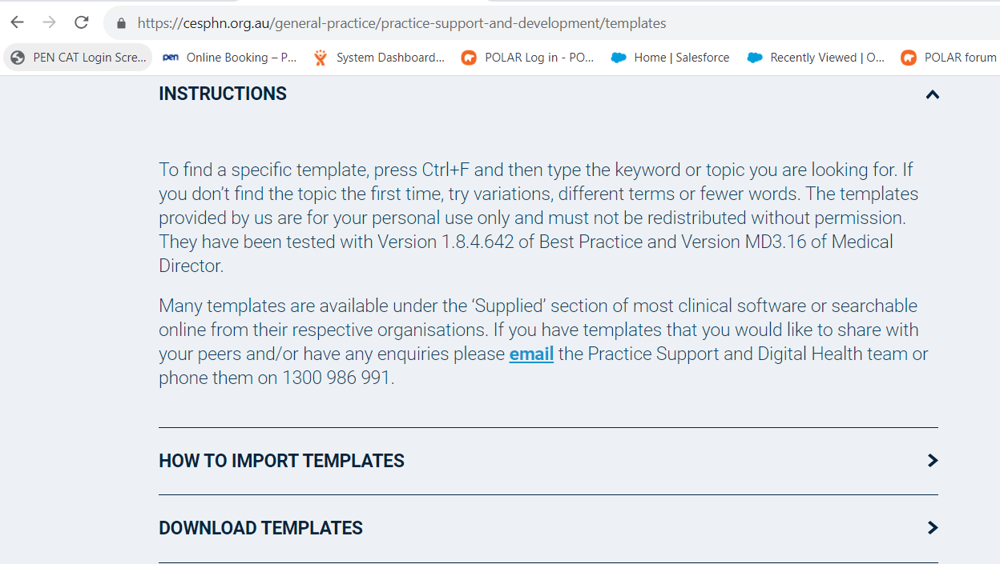 https://cesphn.org.au/general-practice/practice-support-and-development/templates
PEN CAT Login Scre... pen Online Booking – P... System Dashboard... POLAR Log in - PO... Home | Salesforce Recently Viewed | O... POLAR forum
INSTRUCTIONS
To find a specific template, press Ctrl+F and then type the keyword or topic you are looking for. If
you don’t find the topic the first time, try variations, different terms or fewer words. The templates
provided by us are for your personal use only and must not be redistributed without permission.
They have been tested with Version 1.8.4.642 of Best Practice and Version MD3.16 of Medical
Director.
Many templates are available under the ‘Supplied’ section of most clinical software or searchable
online from their respective organisations. If you have templates that you would like to share with
your peers and/or have any enquiries please email the Practice Support and Digital Health team or
phone them on 1300 986 991.
HOW TO IMPORT TEMPLATES
DOWNLOAD TEMPLATES